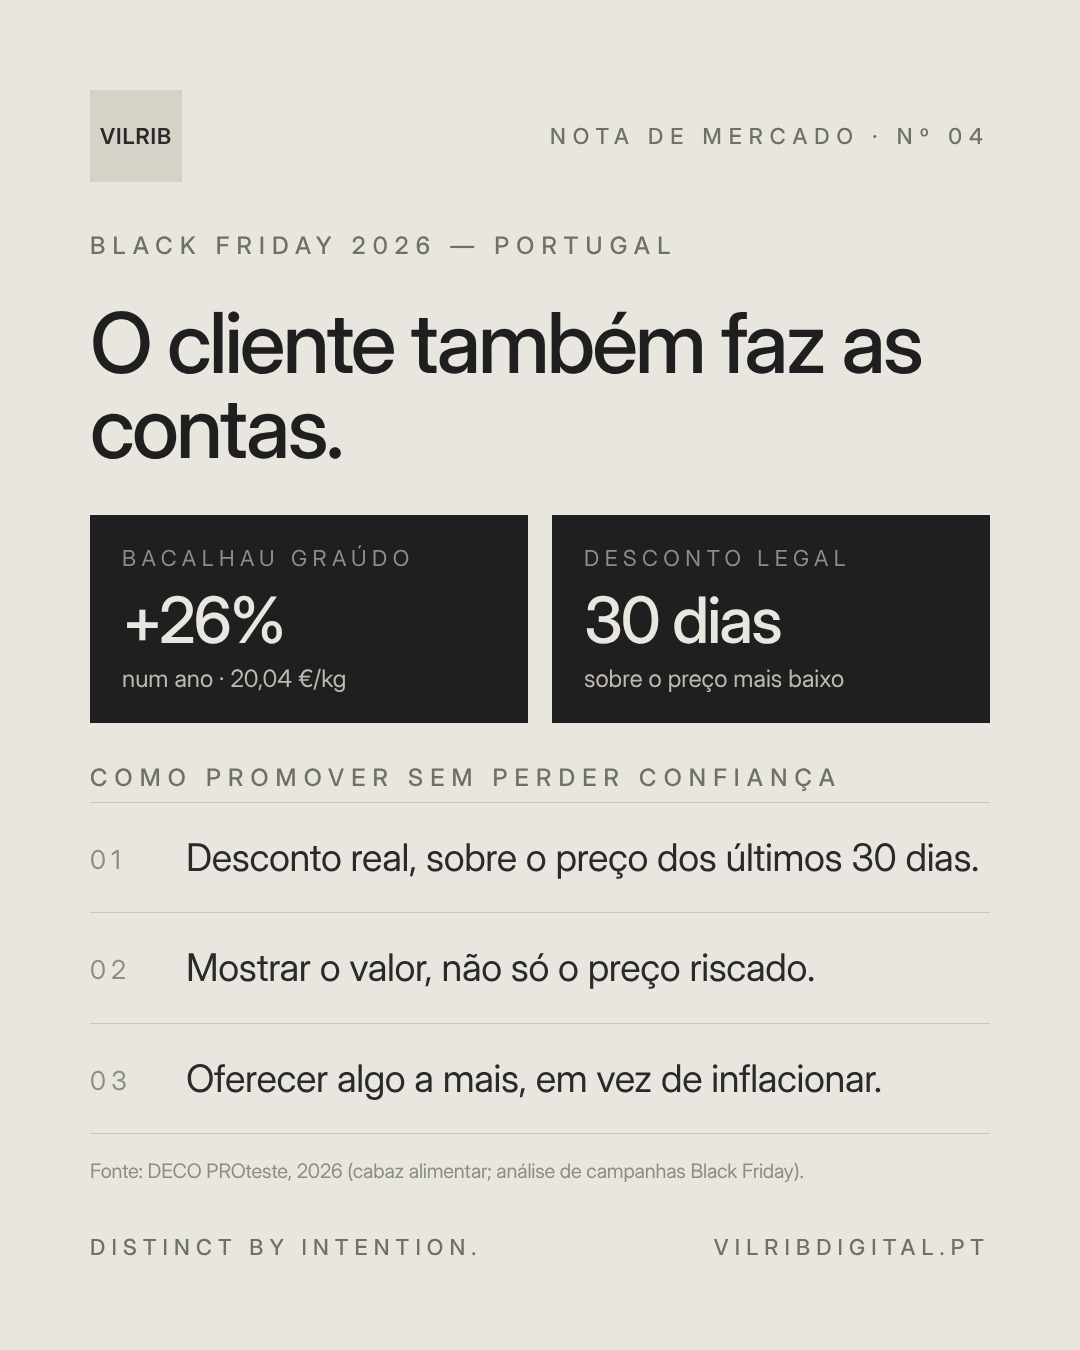 VILRIB
NOTA DE MERCADO · Nº 04
BLACK FRIDAY 2026 — PORTUGAL
O cliente também faz as
contas.
BACALHAU GRAÚDO
+26%
num ano · 20,04 €/kg
DESCONTO LEGAL
30 dias
sobre o preço mais baixo
COMO PROMOVER SEM PERDER CONFIANÇA
01 Desconto real, sobre o preço dos últimos 30 dias.
02 Mostrar o valor, não só o preço riscado.
03 Oferecer algo a mais, em vez de inflacionar.
Fonte: DECO PROteste, 2026 (cabaz alimentar; análise de campanhas Black Friday).
DISTINCT BY INTENTION.
VILRIBDIGITAL.PT